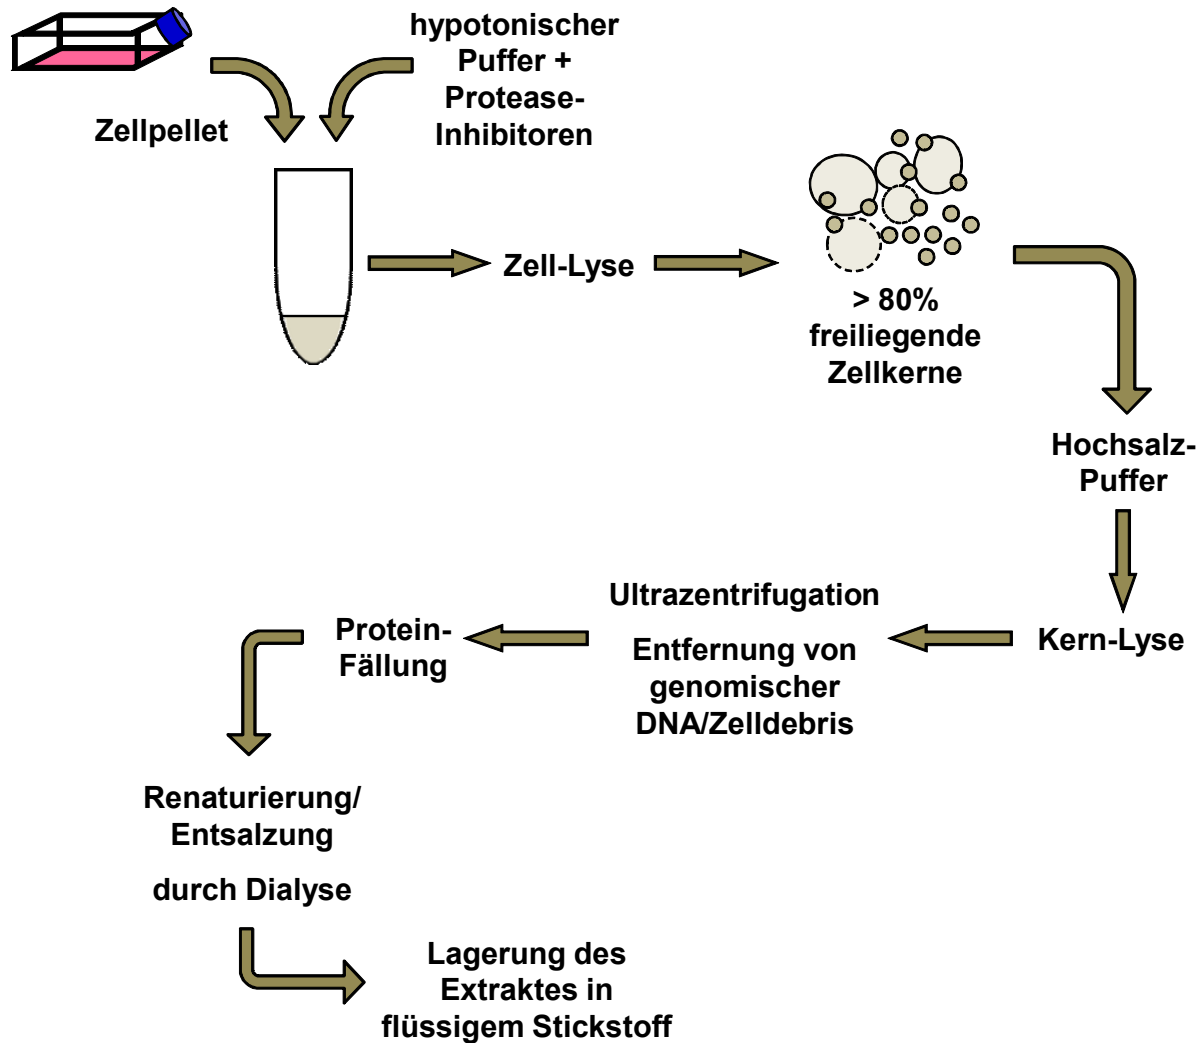 hypotonischer
Puffer +
Protease-
Inhibitoren
Zellpellet
Zell-Lyse
> 80%
freiliegende
Zellkerne
Hochsalz-
Puffer
Kern-Lyse
Ultrazentrifugation
Entfernung von
genomischer
DNA/Zelldebris
Protein-
Fällung
Renaturierung/
Entsalzung
durch Dialyse
Lagerung des
Extraktes in
flüssigem Stickstoff